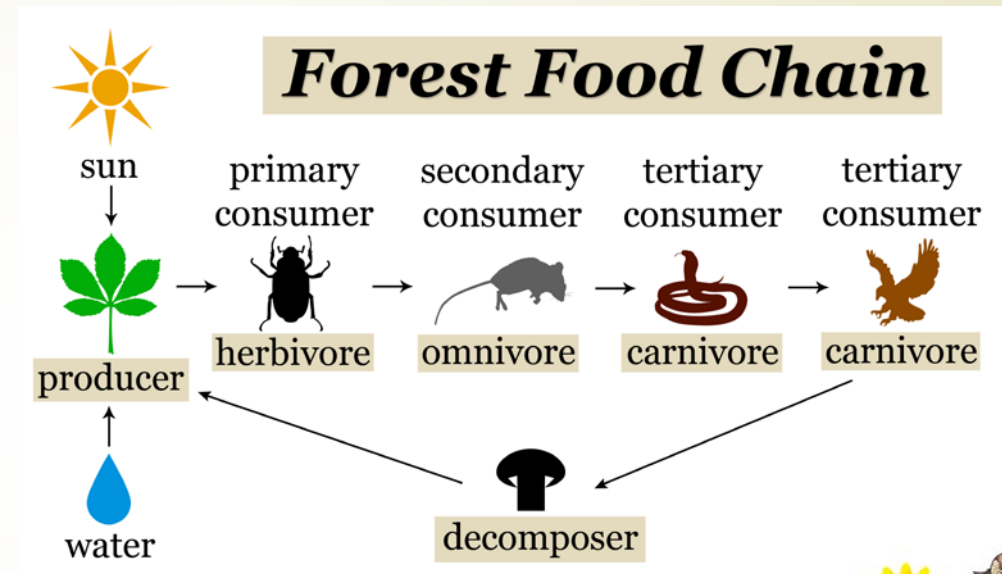 Forest Food Chain
sun
primary
consumer
secondary
consumer
tertiary
consumer
tertiary
consumer
herbivore
omnivore
carnivore
carnivore
producer
decomposer
water